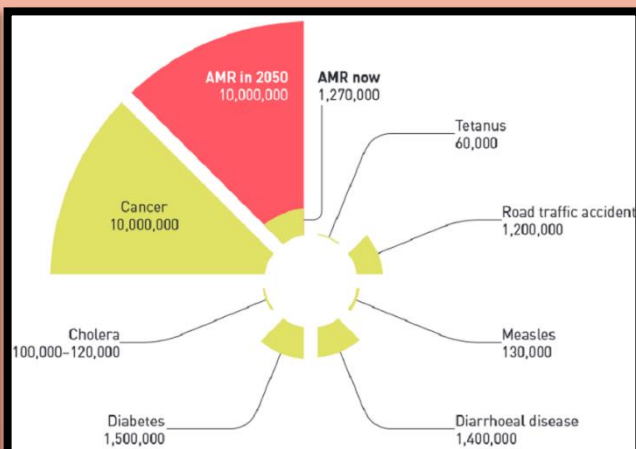 AMR in 2050
10,000,000
AMR now
1,270,000
Tetanus
60,000
Road traffic accident
1,200,000
Measles
130,000
Diarrhoeal disease
1,400,000
Diabetes
1,500,000
Cholera
100,000–120,000
Cancer
10,000,000